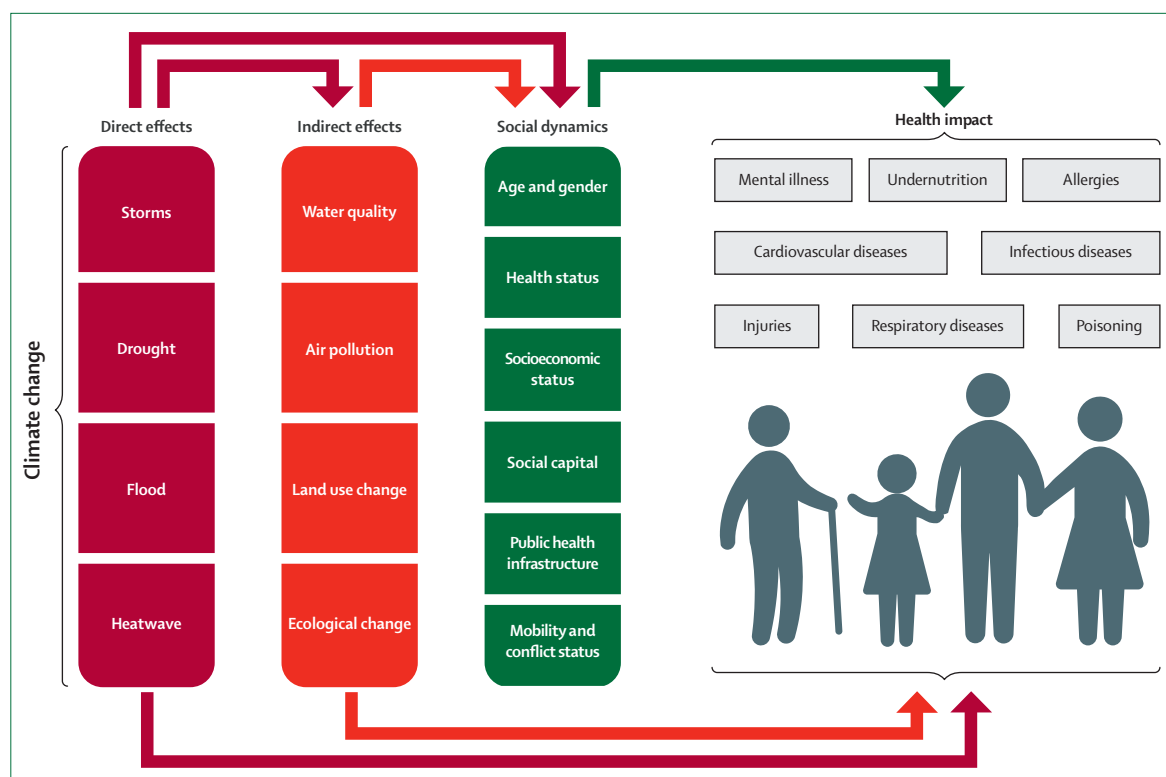 Climate change
Direct effects
Storms
Drought
Flood
Heatwave
Indirect effects
Water quality
Air pollution
Land use change
Ecological change
Social dynamics
Age and gender
Health status
Socioeconomic
status
Social capital
Public health
infrastructure
Mobility and
conflict status
Health impact
Mental illness
Undernutrition
Allergies
Cardiovascular diseases
Infectious diseases
Injuries
Respiratory diseases
Poisoning